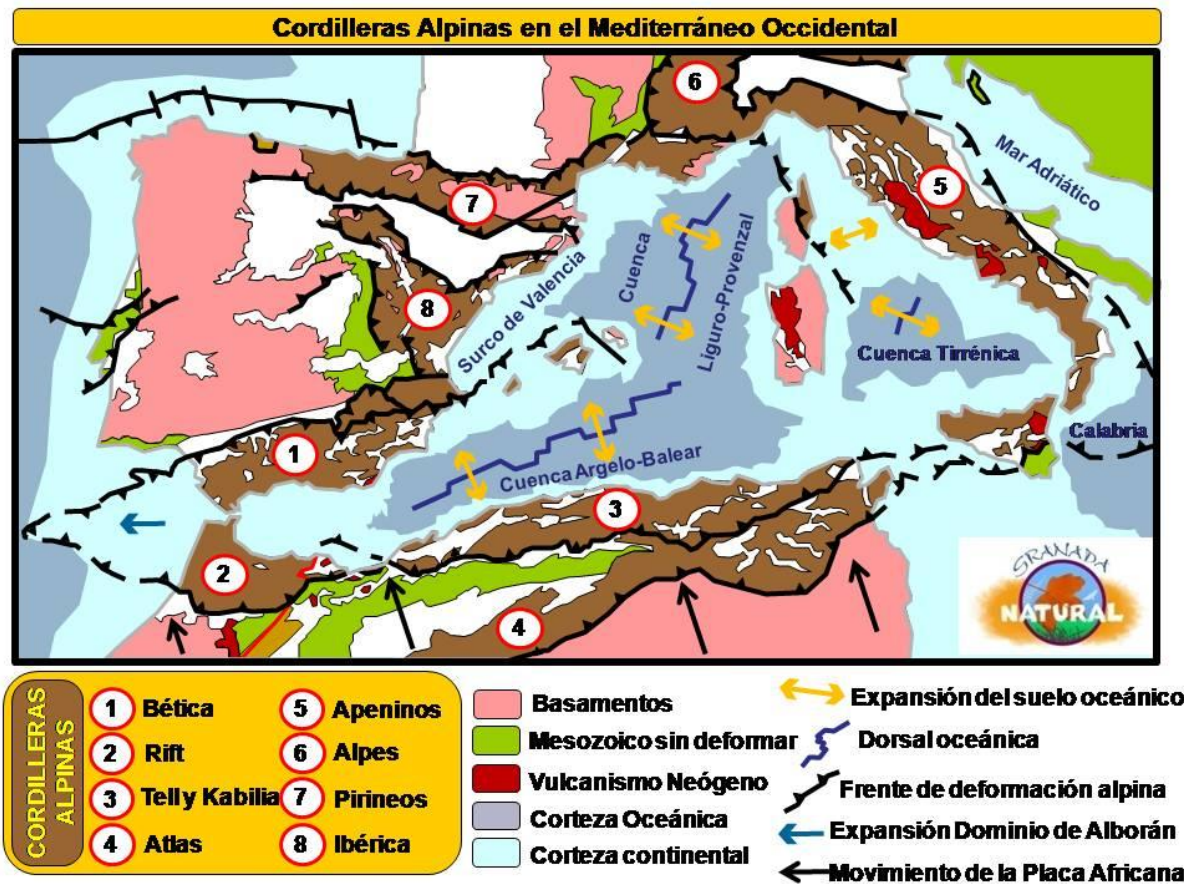 Cordilleras Alpinas en el Mediterráneo Occidental
6
Mar Adriático
5
7
Cuenca
Liguro-Provenzal
Surco de Valencia
8
Cuenca Tirrénica
1
Cuenca Argelo-Balear
Calabria
3
2
4
GRANADA
NATURAL
CORDILLERAS
ALPINAS
1 Bética
2 Rift
3 Tell y Kabilia
4 Atlas
5 Apeninos
6 Alpes
7 Pirineos
8 Ibérica
Basamentos
Mesozoico sin deformar
Vulcanismo Neógeno
Corteza Oceánica
Corteza continental
Expansión del suelo oceánico
Dorsal oceánica
Frente de deformación alpina
Expansión Dominio de Alborán
Movimiento de la Placa Africana